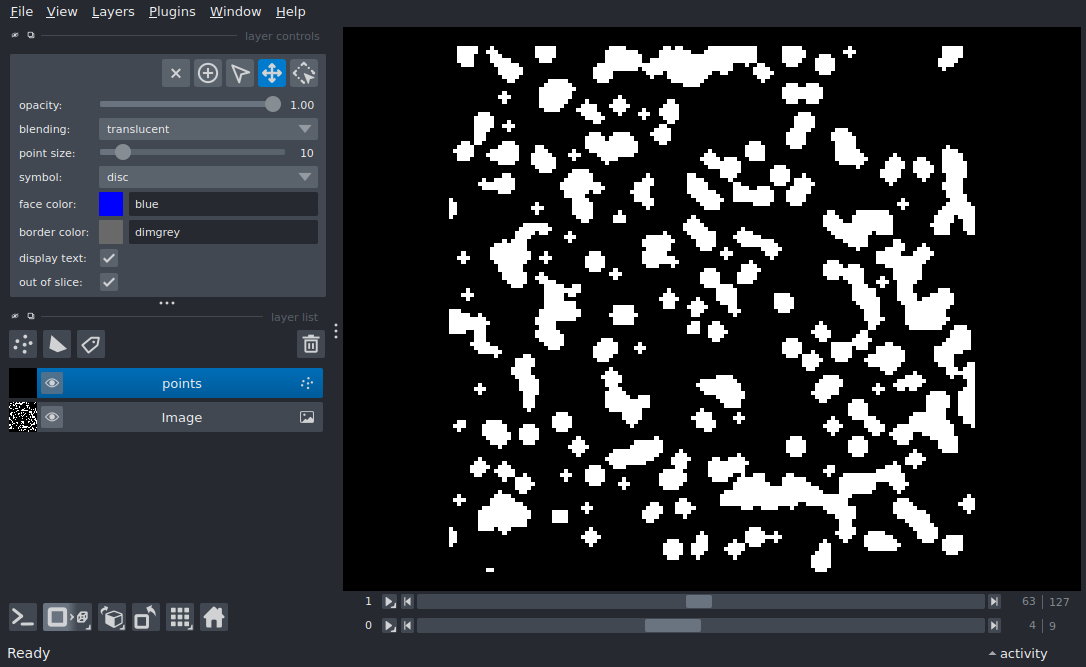 File View Layers Plugins Window Help
layer controls
opacity: 1.00
blending: translucent
point size: 10
symbol: disc
face color: blue
border color: dimgrey
display text:
out of slice:
layer list
points
Image
1 63 127
0 4 9
Ready activity